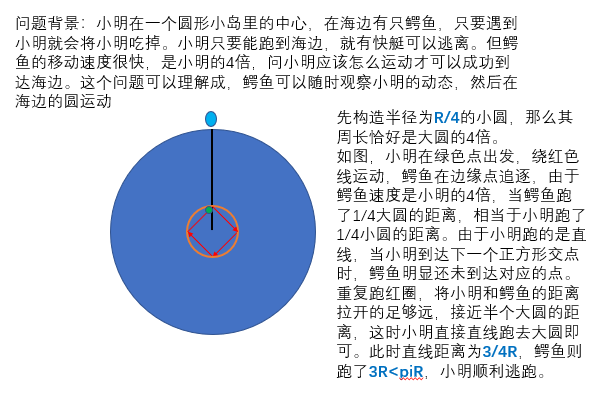 问题背景：小明在一个圆形小岛里的中心，在海边有只鳄鱼，只要遇到
小明就会将小明吃掉。小明只要能跑到海边，就有快艇可以逃离。但鳄
鱼的移动速度很快，是小明的4倍，问小明应该怎么运动才可以成功到
达海边。这个问题可以理解成，鳄鱼可以随时观察小明的动态，然后在
海边的圆运动
先构造半径为R/4的小圆，那么其
周长恰好是大圆的4倍。
如图，小明在绿色点出发，绕红色
线运动，鳄鱼在边缘点追逐，由于
鳄鱼速度是小明的4倍，当鳄鱼跑
了1/4大圆的距离，相当于小明跑了
1/4小圆的距离。由于小明跑的是直
线，当小明到达下一个正方形交点
时，鳄鱼明显还未到达对应的点。
重复跑红圈，将小明和鳄鱼的距离
拉开的足够远，接近半个大圆的距
离，这时小明直接直线跑去大圆即
可。此时直线距离为3/4R，鳄鱼则
跑了3R<piR，小明顺利逃跑。